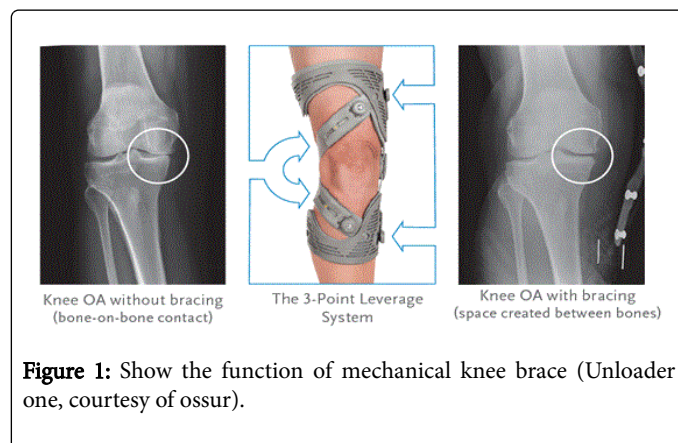 Knee OA without bracing
(bone-on-bone contact)
The 3-Point Leverage
System
Knee OA with bracing
(space created between bones)
Figure 1: Show the function of mechanical knee brace (Unloader
one, courtesy of ossur).